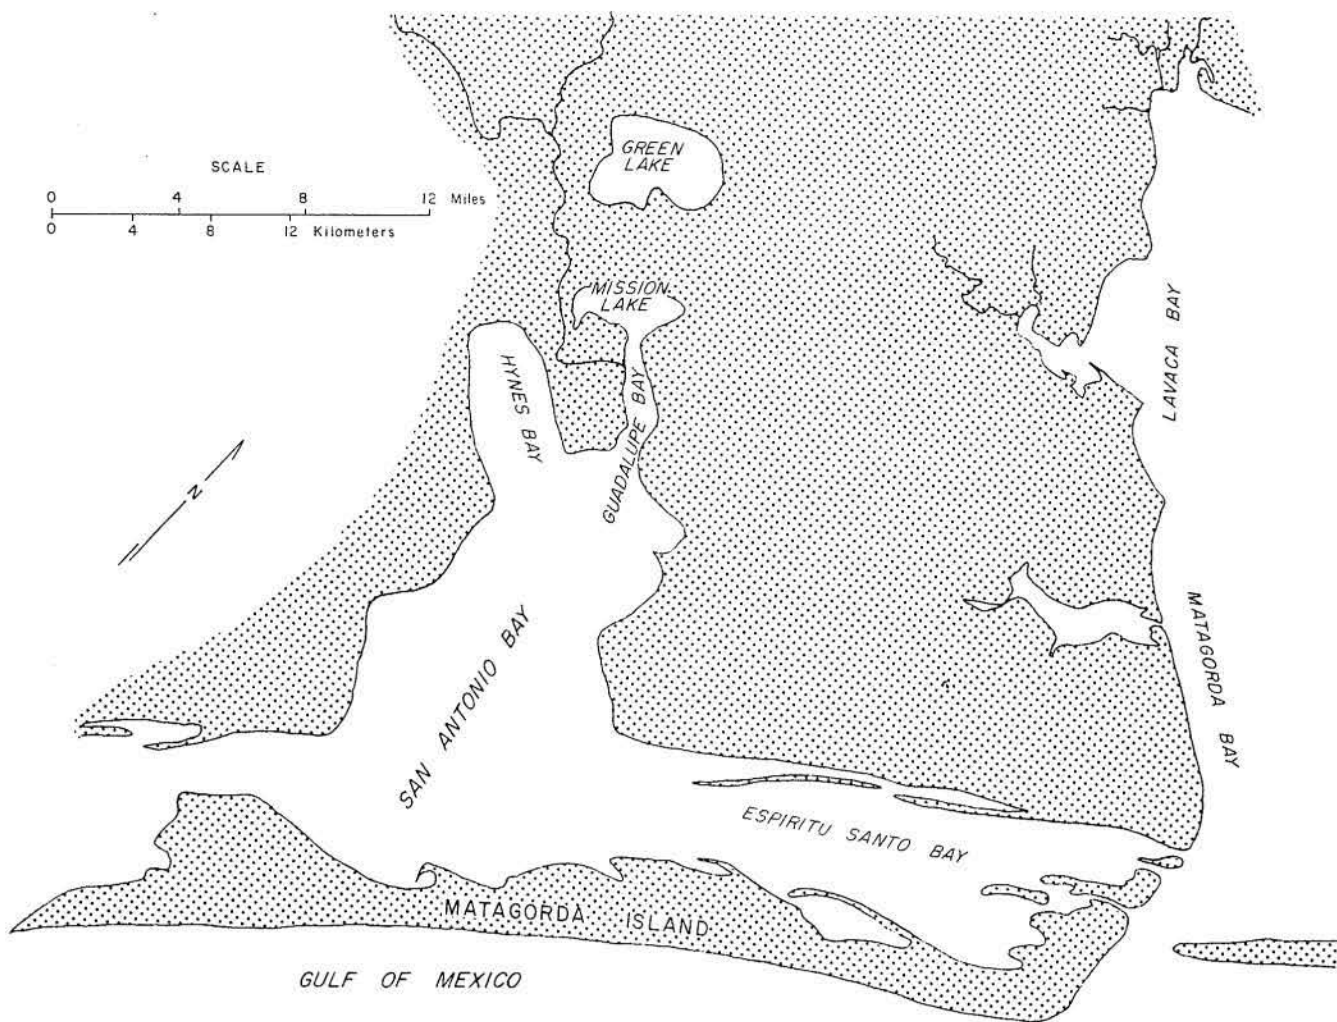 GREEN
LAKE
SCALE
0 4 8 12 Miles
0 4 8 12 Kilometers
MISSION
LAKE
LAVACA BAY
HYNES BAY
GUADALUPE BAY
N
SAN ANTONIO BAY
MATAGORDA BAY
ESPIRITU SANTO BAY
MATAGORDA ISLAND
GULF OF MEXICO